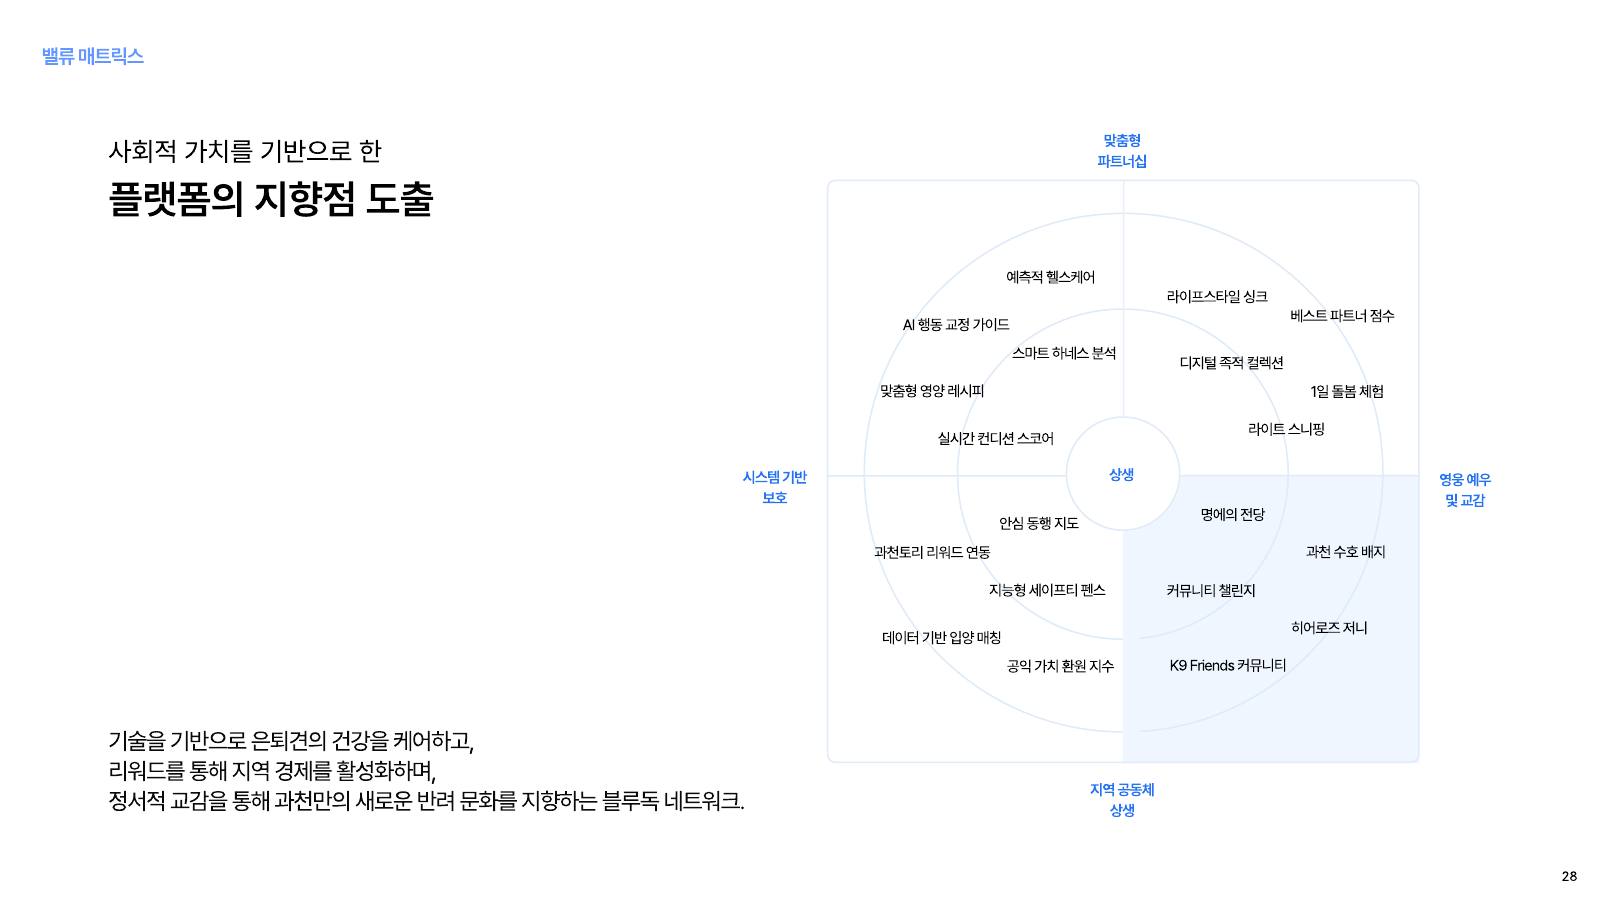 밸류 매트릭스
사회적 가치를 기반으로 한
플랫폼의 지향점 도출
맞춤형
파트너십
예측적 헬스케어
라이프스타일 싱크
베스트 파트너 점수
AI 행동 교정 가이드
스마트 하네스 분석
디지털 족적 컬렉션
맞춤형 영양 레시피
1일 돌봄 체험
라이트 스니핑
실시간 컨디션 스코어
시스템 기반
보호
상생
영웅 예우
및 교감
명예의 전당
안심 동행 지도
과천토리 리워드 연동
과천 수호 배지
지능형 세이프티 펜스
커뮤니티 챌린지
히어로즈 저니
데이터 기반 입양 매칭
공익 가치 환원 지수
K9 Friends 커뮤니티
기술을 기반으로 은퇴견의 건강을 케어하고,
리워드를 통해 지역 경제를 활성화하며,
정서적 교감을 통해 과천만의 새로운 반려 문화를 지향하는 블루독 네트워크.
지역 공동체
상생
28